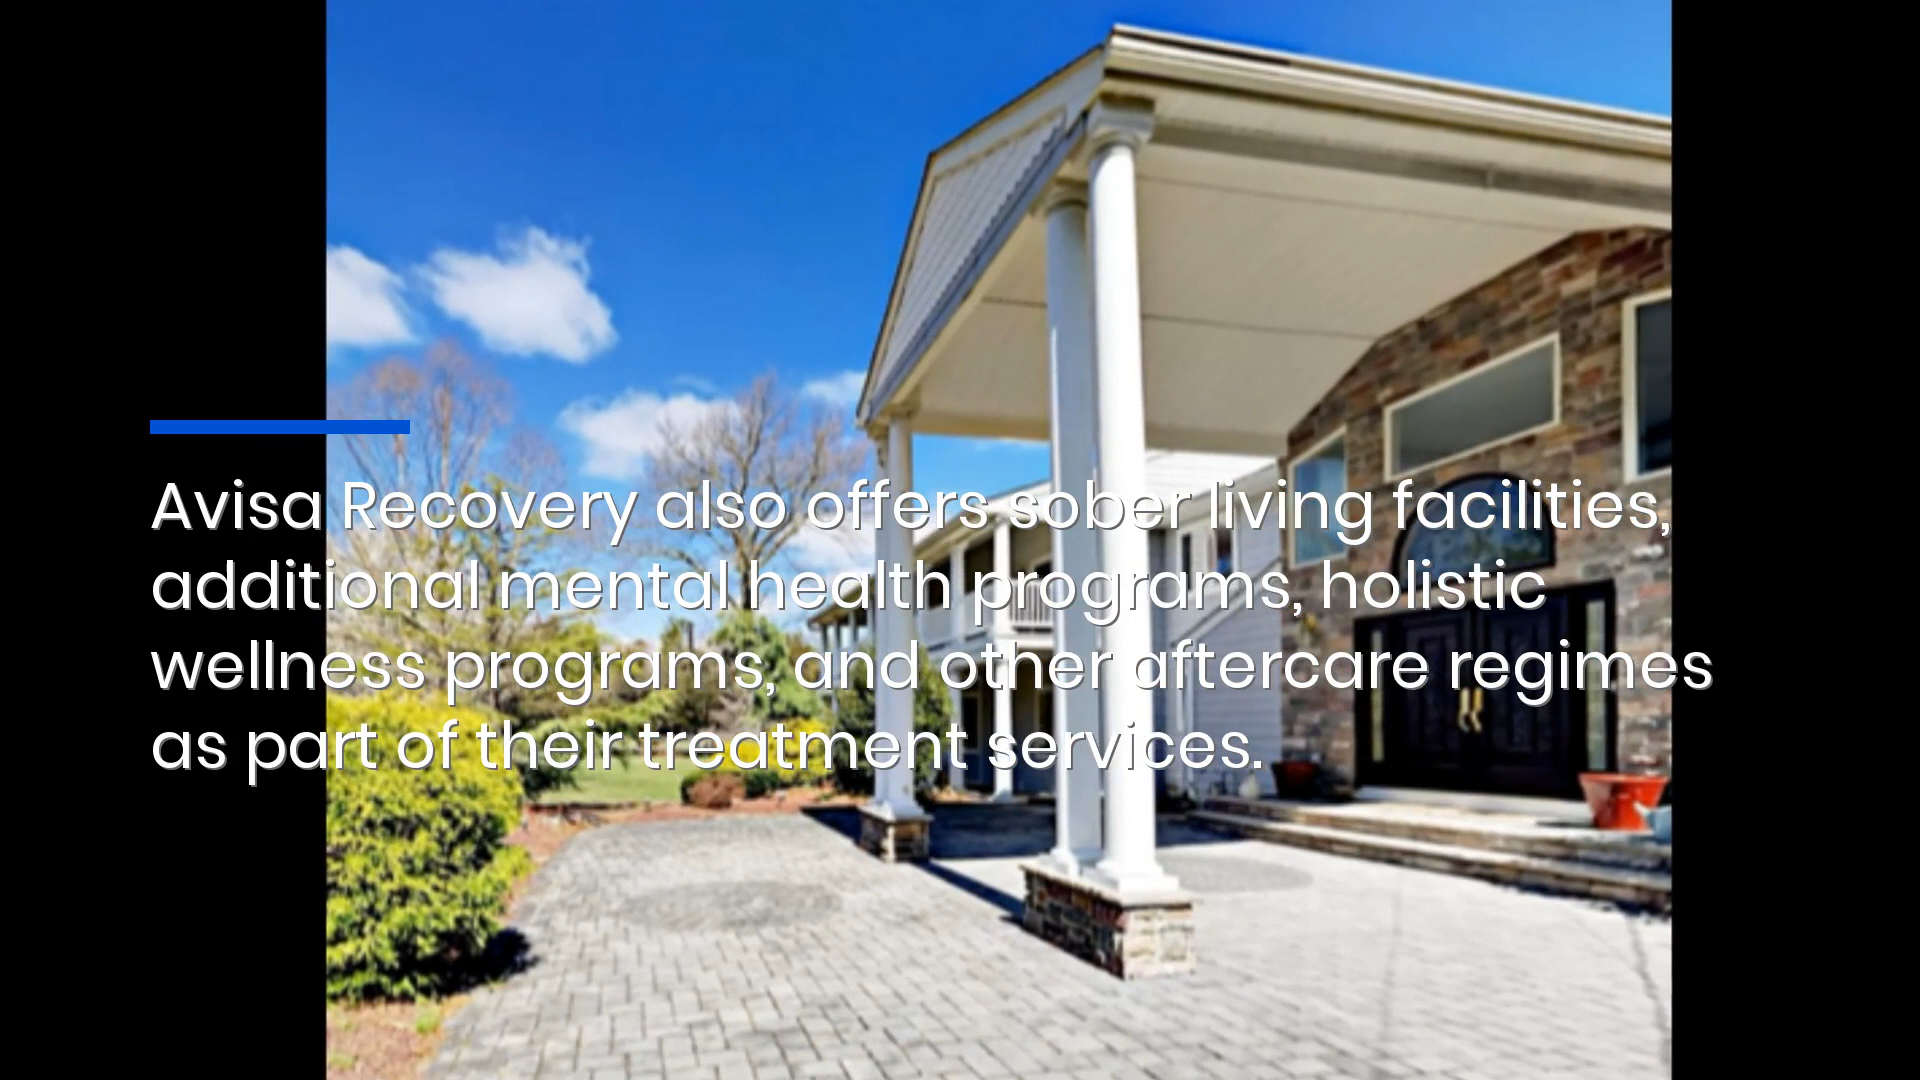 Avisa Recovery also offers sober living facilities,
additional mental health programs, holistic
wellness programs, and other aftercare regimes
as part of their treatment services.